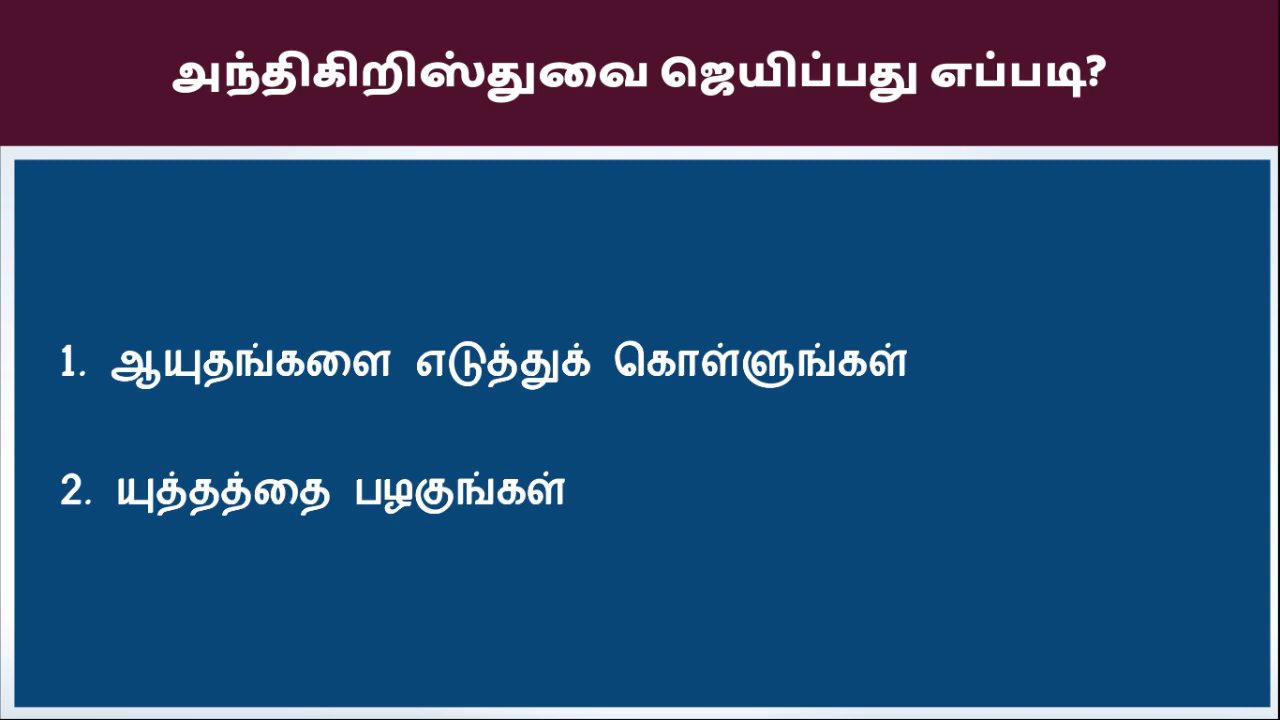 அந்திகிறிஸ்துவை ஜெயிப்பது எப்படி?
1. ஆயுதங்களை எடுத்துக் கொள்ளுங்கள்
2. யுத்தத்தை பழகுங்கள்